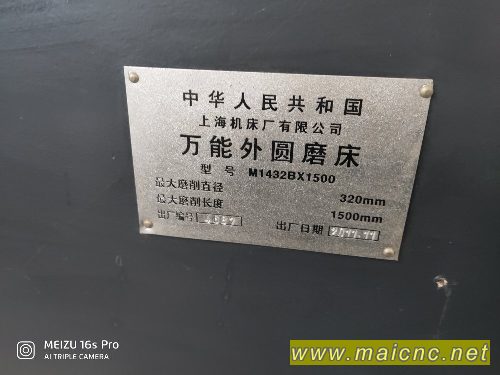 中华人民共和国
上海机床厂有限公司
万能外圆磨床
型 号 M1432BX1500
最大磨削直径 320mm
最大磨削长度 1500mm
出厂编号 出厂日期 2011.11
MEIZU 16s Pro
AI TRIPLE CAMERA
www.maicnc.net